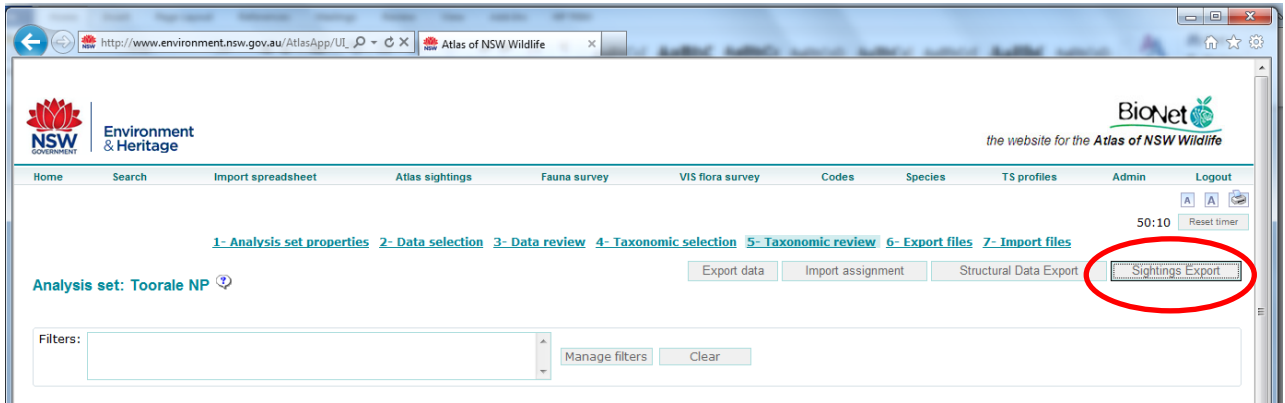 http://www.environment.nsw.gov.au/AtlasApp/UI_
Atlas of NSW Wildlife
NSW
GOVERNMENT
Environment
& Heritage
BioNet
the website for the Atlas of NSW Wildlife
Home Search Import spreadsheet Atlas sightings Fauna survey VIS flora survey Codes Species TS profiles Admin Logout
A A
50:10 Reset timer
1- Analysis set properties 2- Data selection 3- Data review 4- Taxonomic selection 5- Taxonomic review 6- Export files 7- Import files
Export data Import assignment Structural Data Export Sightings Export
Analysis set: Toorale NP ?
Filters:
Manage filters Clear